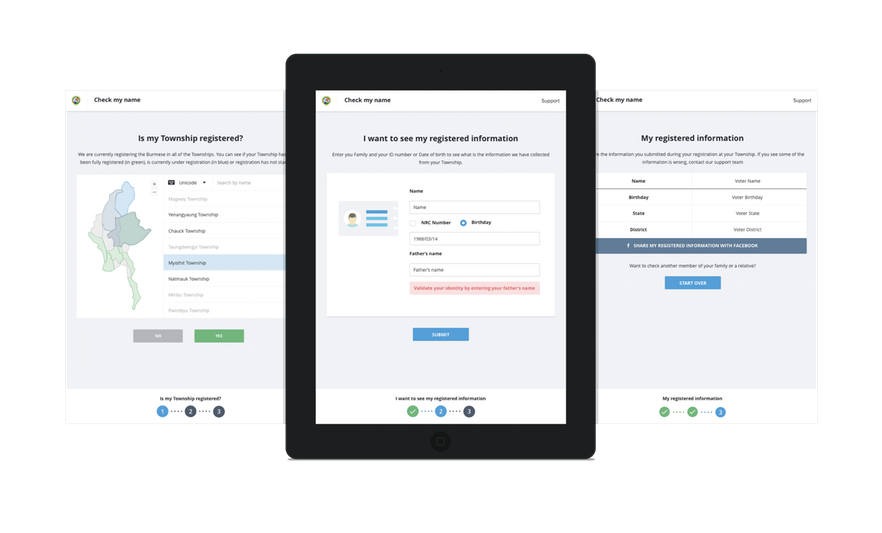 Check my name
Is my Township registered?
We are currently registering the Burmese in all of the Townships. You can see if your Township has
been fully registered (in green), is currently under registration (in blue) or registration has not
Unicode
Search by name
Magway Township
Yenangyaung Township
Chauck Township
Taungdwingyi Township
Myothit Township
Natmauk Township
Minbu Township
Pwintbyu Township
NO
YES
Is my Township registered?
1
2
3
Check my name
Support
I want to see my registered information
Enter you Family and your ID number or Date of birth to see what is the information we have collected
from your Township.
Name
Name
NRC Number
Birthday
1988/03/14
Father's name
Father's name
Validate your identity by entering your father's name
SUBMIT
I want to see my registered information
2
3
Check my name
Support
My registered information
the information you submitted during your registration at your Township. If you see some of the
information is wrong, contact our support team
Name
Voter Name
Birthday
Voter Birthday
State
Voter State
District
Voter District
f SHARE MY REGISTERED INFORMATION WITH FACEBOOK
Want to check another member of your family or a relative?
START OVER
My registered information
3